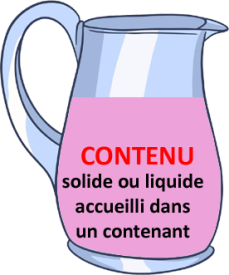 CONTENU
solide ou liquide
accueilli dans
un contenant